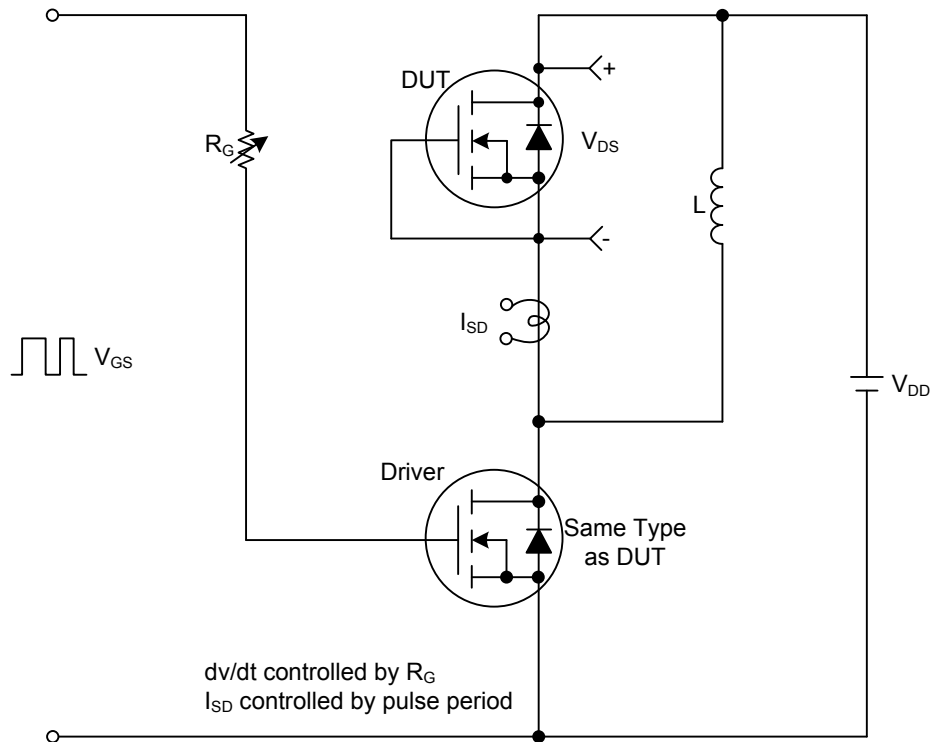 DUT
+
R_G
V_DS
L
-
I_SD
V_GS
V_DD
Driver
Same Type
as DUT
dv/dt controlled by R_G
I_SD controlled by pulse period